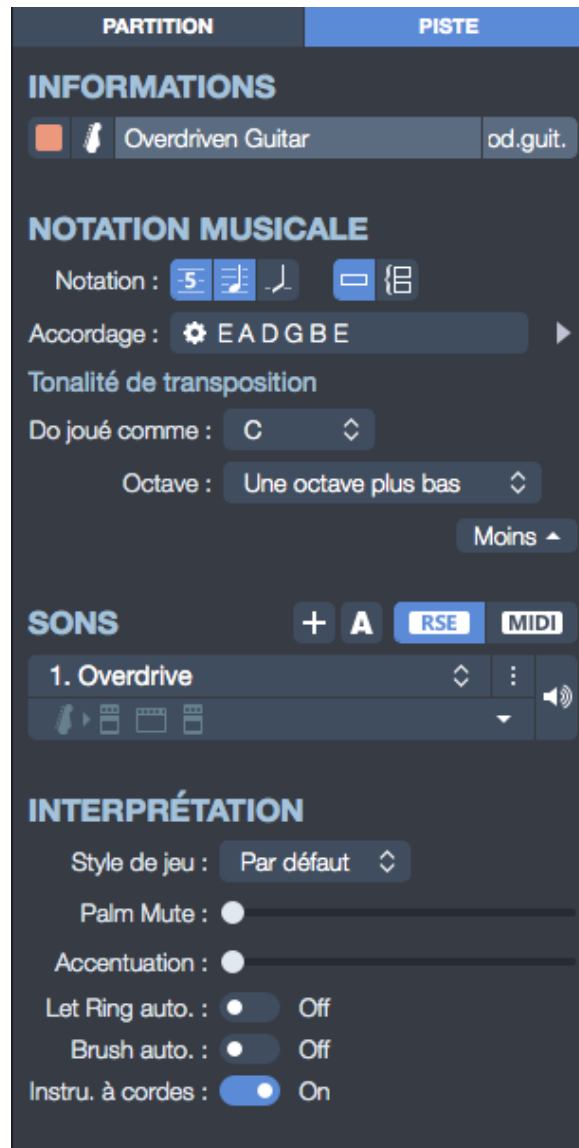 PARTITION PISTE
INFORMATIONS
Overdriven Guitar od.guit.
NOTATION MUSICALE
Notation : 5
Accordage : E A D G B E
Tonalité de transposition
Do joué comme : C
Octave : Une octave plus bas
Moins
SONS + A RSE MIDI
1. Overdrive
INTERPRÉTATION
Style de jeu : Par défaut
Palm Mute :
Accentuation :
Let Ring auto. : Off
Brush auto. : Off
Instru. à cordes : On